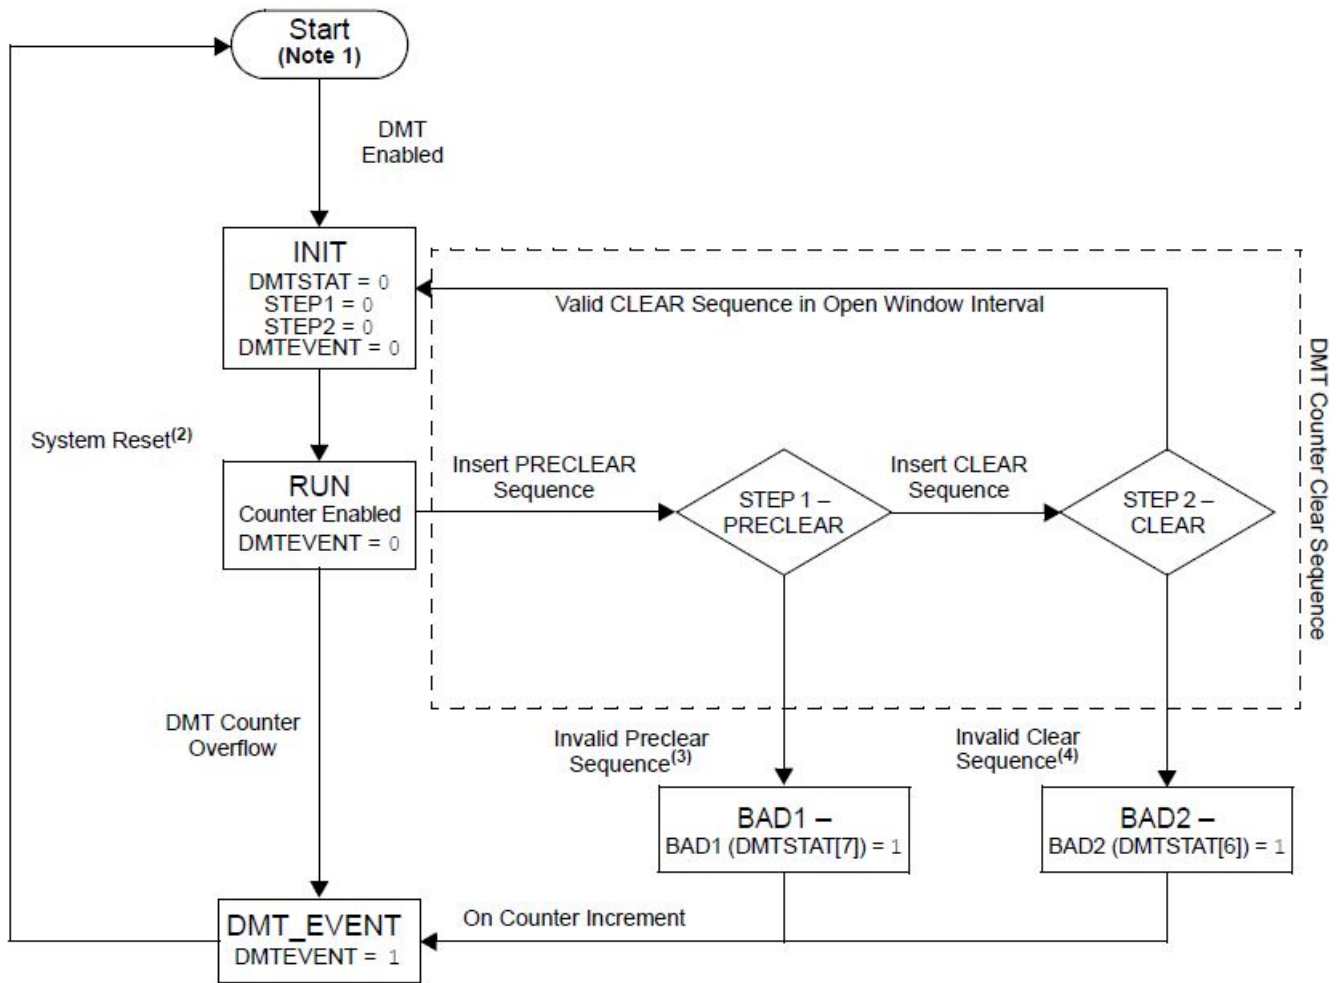 Start
(Note 1)
DMT
Enabled
INIT
DMTSTAT = 0
STEP1 = 0
STEP2 = 0
DMTEVENT = 0
Valid CLEAR Sequence in Open Window Interval
DMT Counter Clear Sequence
System Reset(2)
RUN
Counter Enabled
DMTEVENT = 0
Insert PRECLEAR
Sequence
STEP 1 –
PRECLEAR
Insert CLEAR
Sequence
STEP 2 –
CLEAR
DMT Counter
Overflow
Invalid Preclear
Sequence(3)
Invalid Clear
Sequence(4)
BAD1 –
BAD1 (DMTSTAT[7]) = 1
BAD2 –
BAD2 (DMTSTAT[6]) = 1
DMT_EVENT
DMTEVENT = 1
On Counter Increment